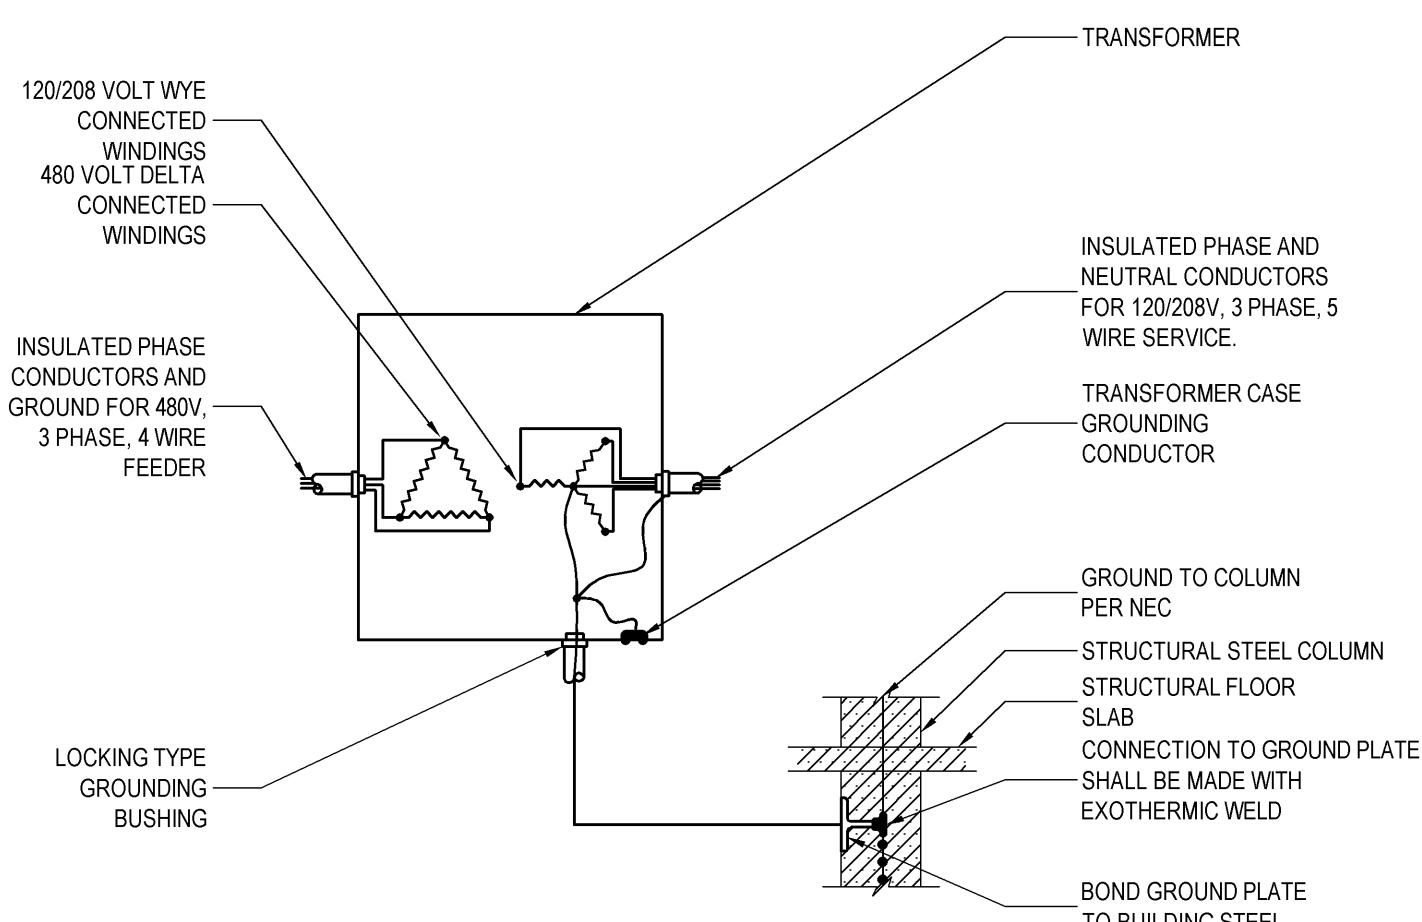 TRANSFORMER
120/208 VOLT WYE
CONNECTED
WINDINGS
480 VOLT DELTA
CONNECTED
WINDINGS
INSULATED PHASE AND
NEUTRAL CONDUCTORS
FOR 120/208V, 3 PHASE, 5
WIRE SERVICE.
INSULATED PHASE
CONDUCTORS AND
GROUND FOR 480V,
3 PHASE, 4 WIRE
FEEDER
TRANSFORMER CASE
GROUNDING
CONDUCTOR
GROUND TO COLUMN
PER NEC
STRUCTURAL STEEL COLUMN
STRUCTURAL FLOOR
SLAB
LOCKING TYPE
GROUNDING
BUSHING
CONNECTION TO GROUND PLATE
SHALL BE MADE WITH
EXOTHERMIC WELD
BOND GROUND PLATE
TO BUILDING STEEL